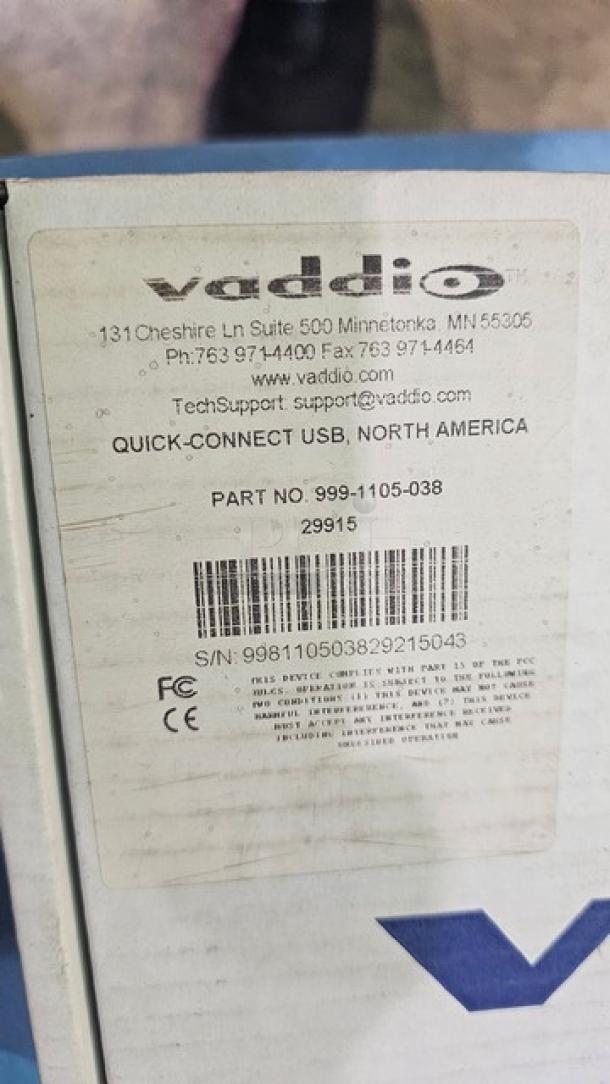 vaddio™
131 Cheshire Ln Suite 500 Minnetonka, MN 55305
Ph:763 971-4400 Fax 763 971-4464
www.vaddio.com
TechSupport: support@vaddio.com
QUICK-CONNECT USB, NORTH AMERICA
PART NO. 999-1105-038
29915
S/N: 998110503829215043
FC
CE
THIS DEVICE COMPLIES WITH PART 15 OF THE FCC
RULES. OPERATION IS SUBJECT TO THE FOLLOWING
TWO CONDITIONS (1) THIS DEVICE MAY NOT CAUSE
HARMFUL INTERFERENCE, AND (2) THIS DEVICE
MUST ACCEPT ANY INTERFERENCE RECEIVED
INCLUDING INTERFERENCE THAT MAY CAUSE
UNDESIRED OPERATION
V